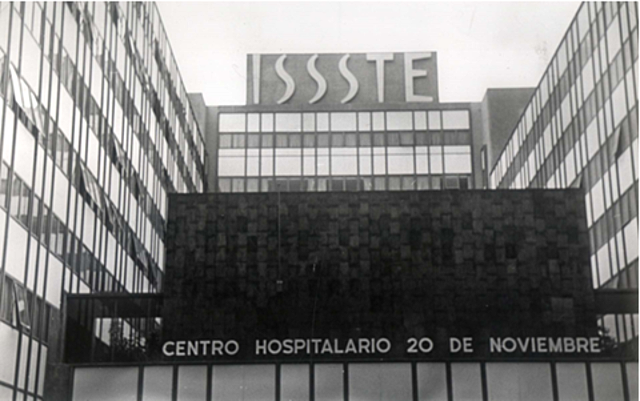 ISSSTE
CENTRO HOSPITALARIO 20 DE NOVIEMBRE